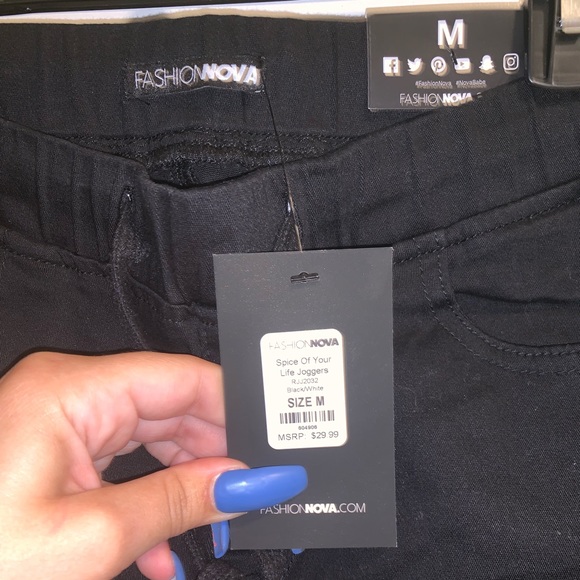 FASHIONNOVA
M
#FashionNova #NovaBabe
FASHIONNOVA
FASHIONNOVA
Spice Of Your
Life Joggers
RJJ2032
Black/White
SIZE M
604606
MSRP: $29.99
FASHIONNOVA.COM